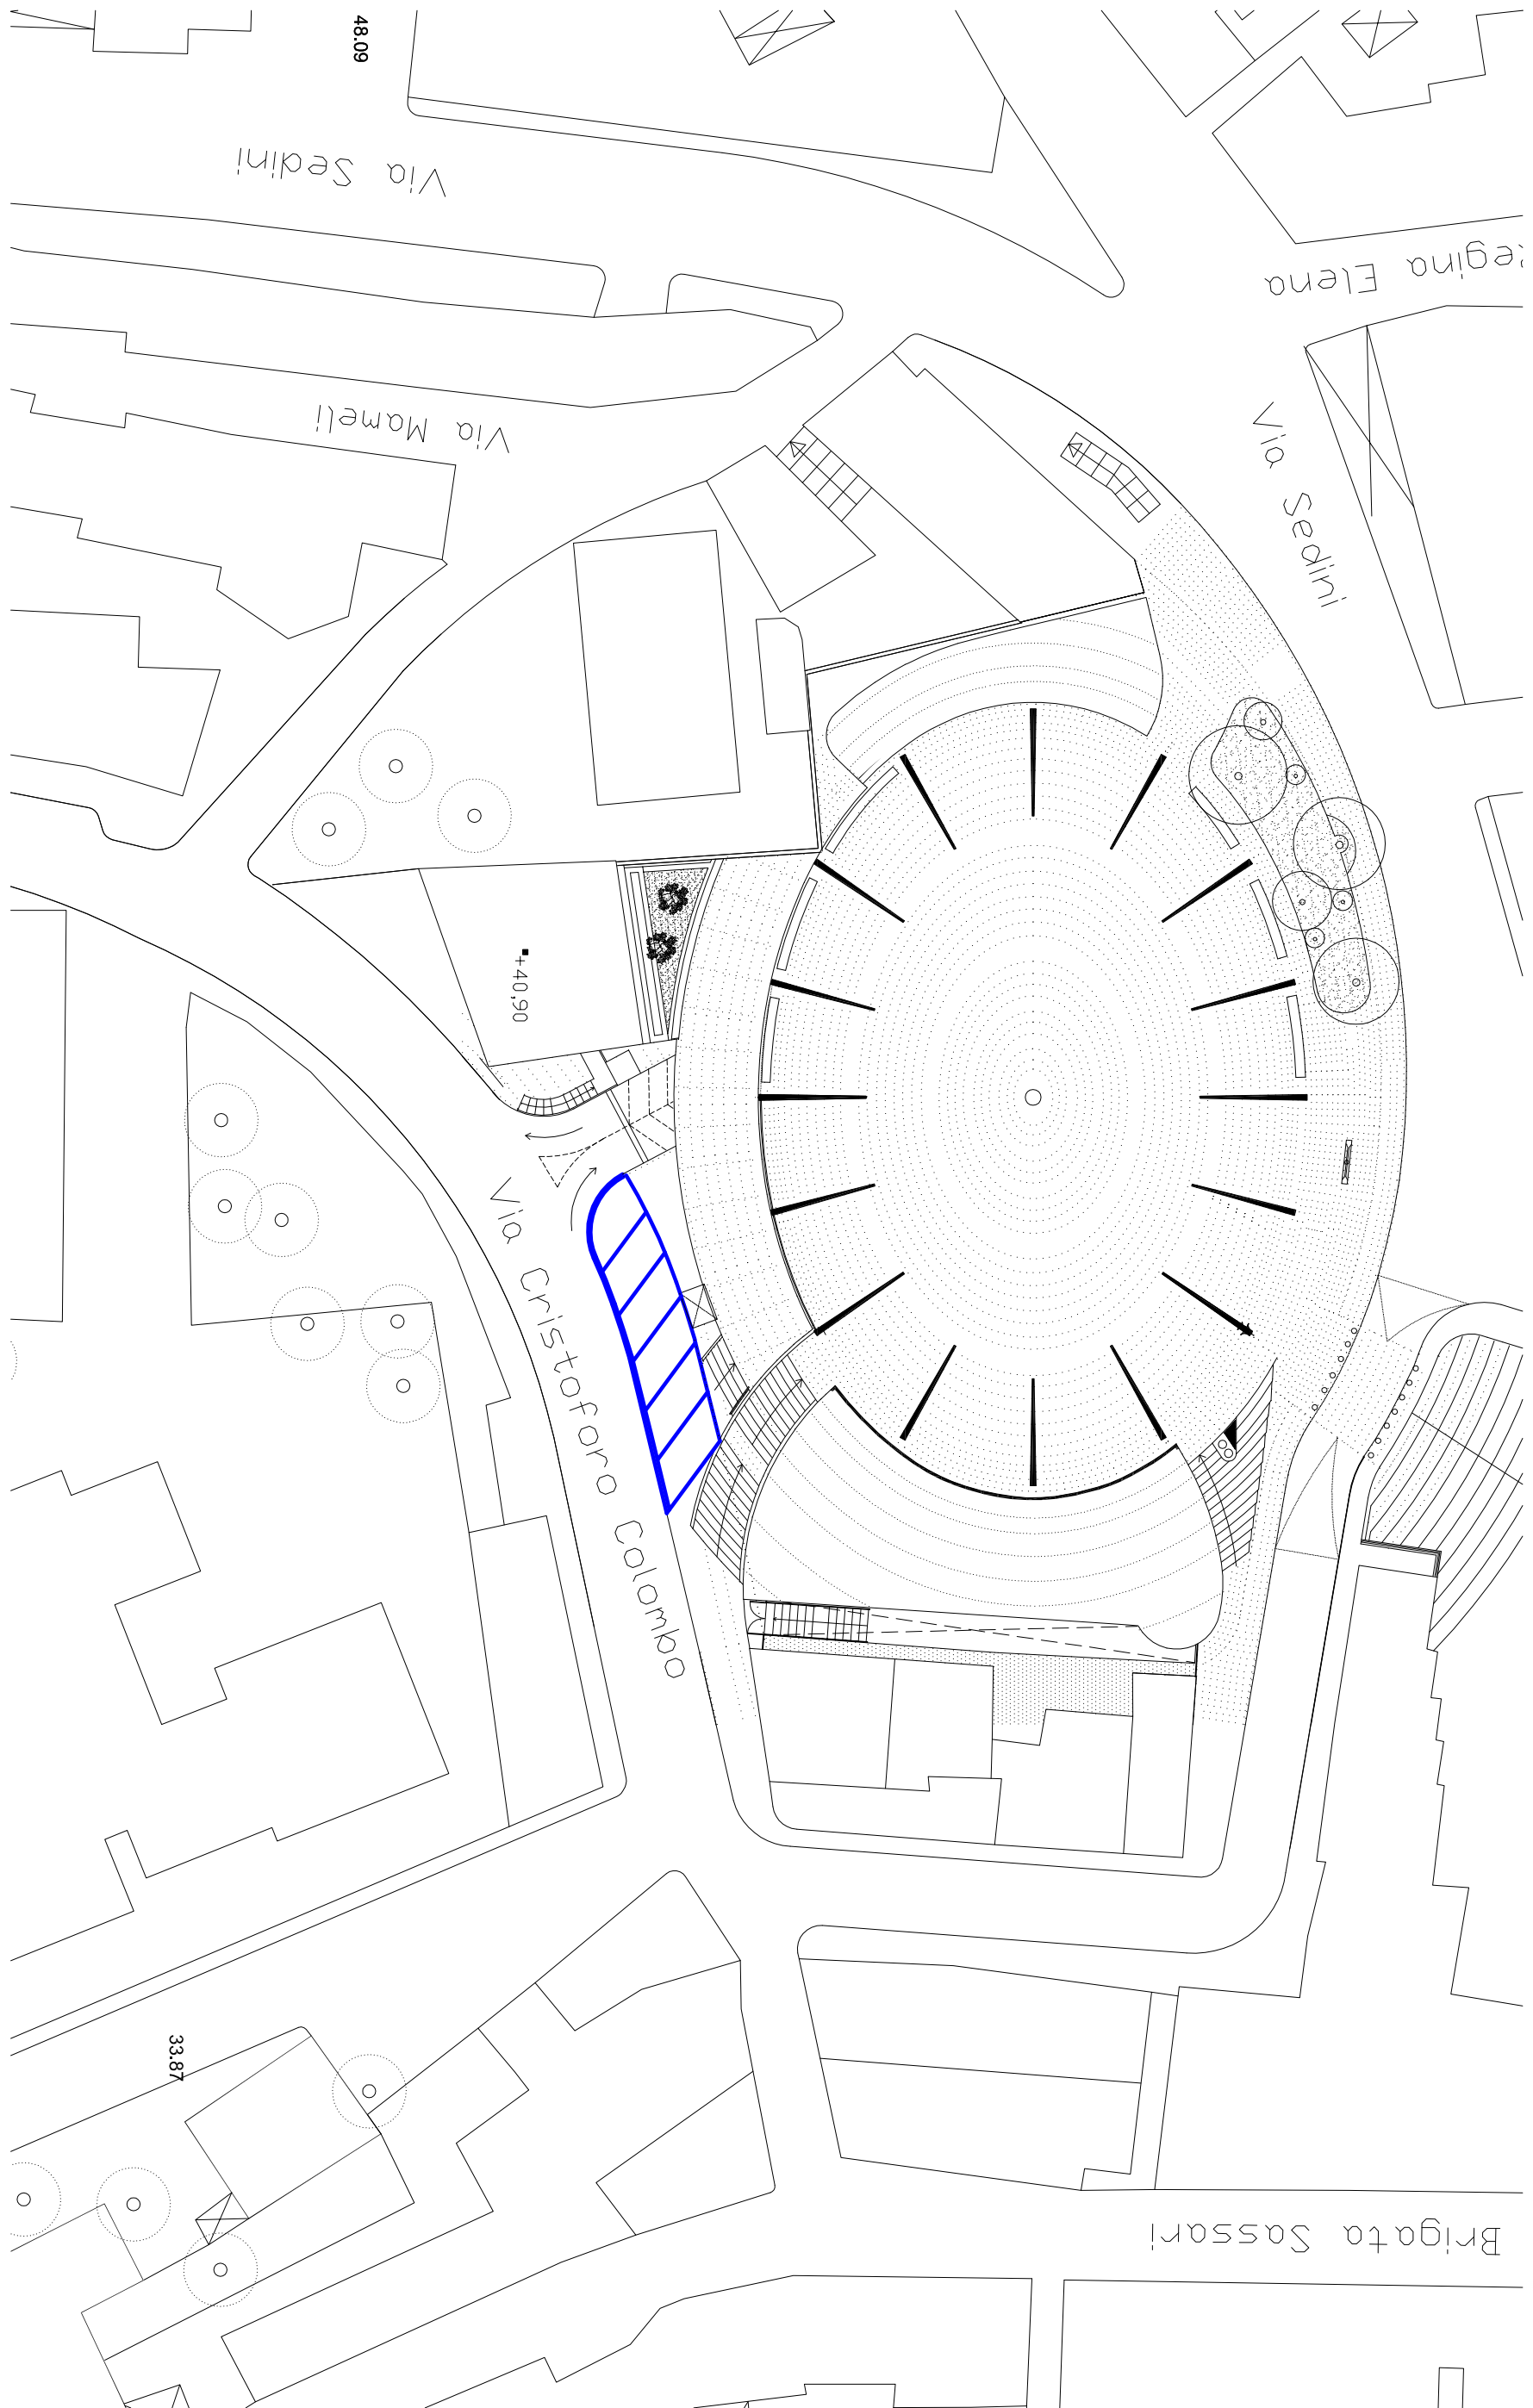 48.09
Via Sedini
Regina Elena
Via Mameli
Via Sedini
+40,90
Via Cristoforo Colombo
33.87
Brigata Sassari